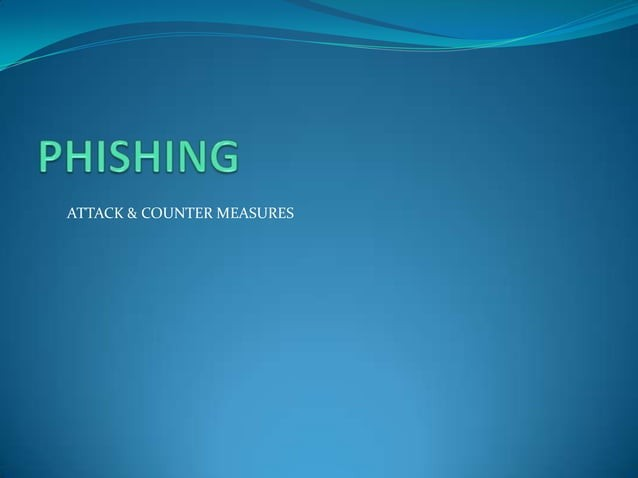 PHISHING
ATTACK & COUNTER MEASURES